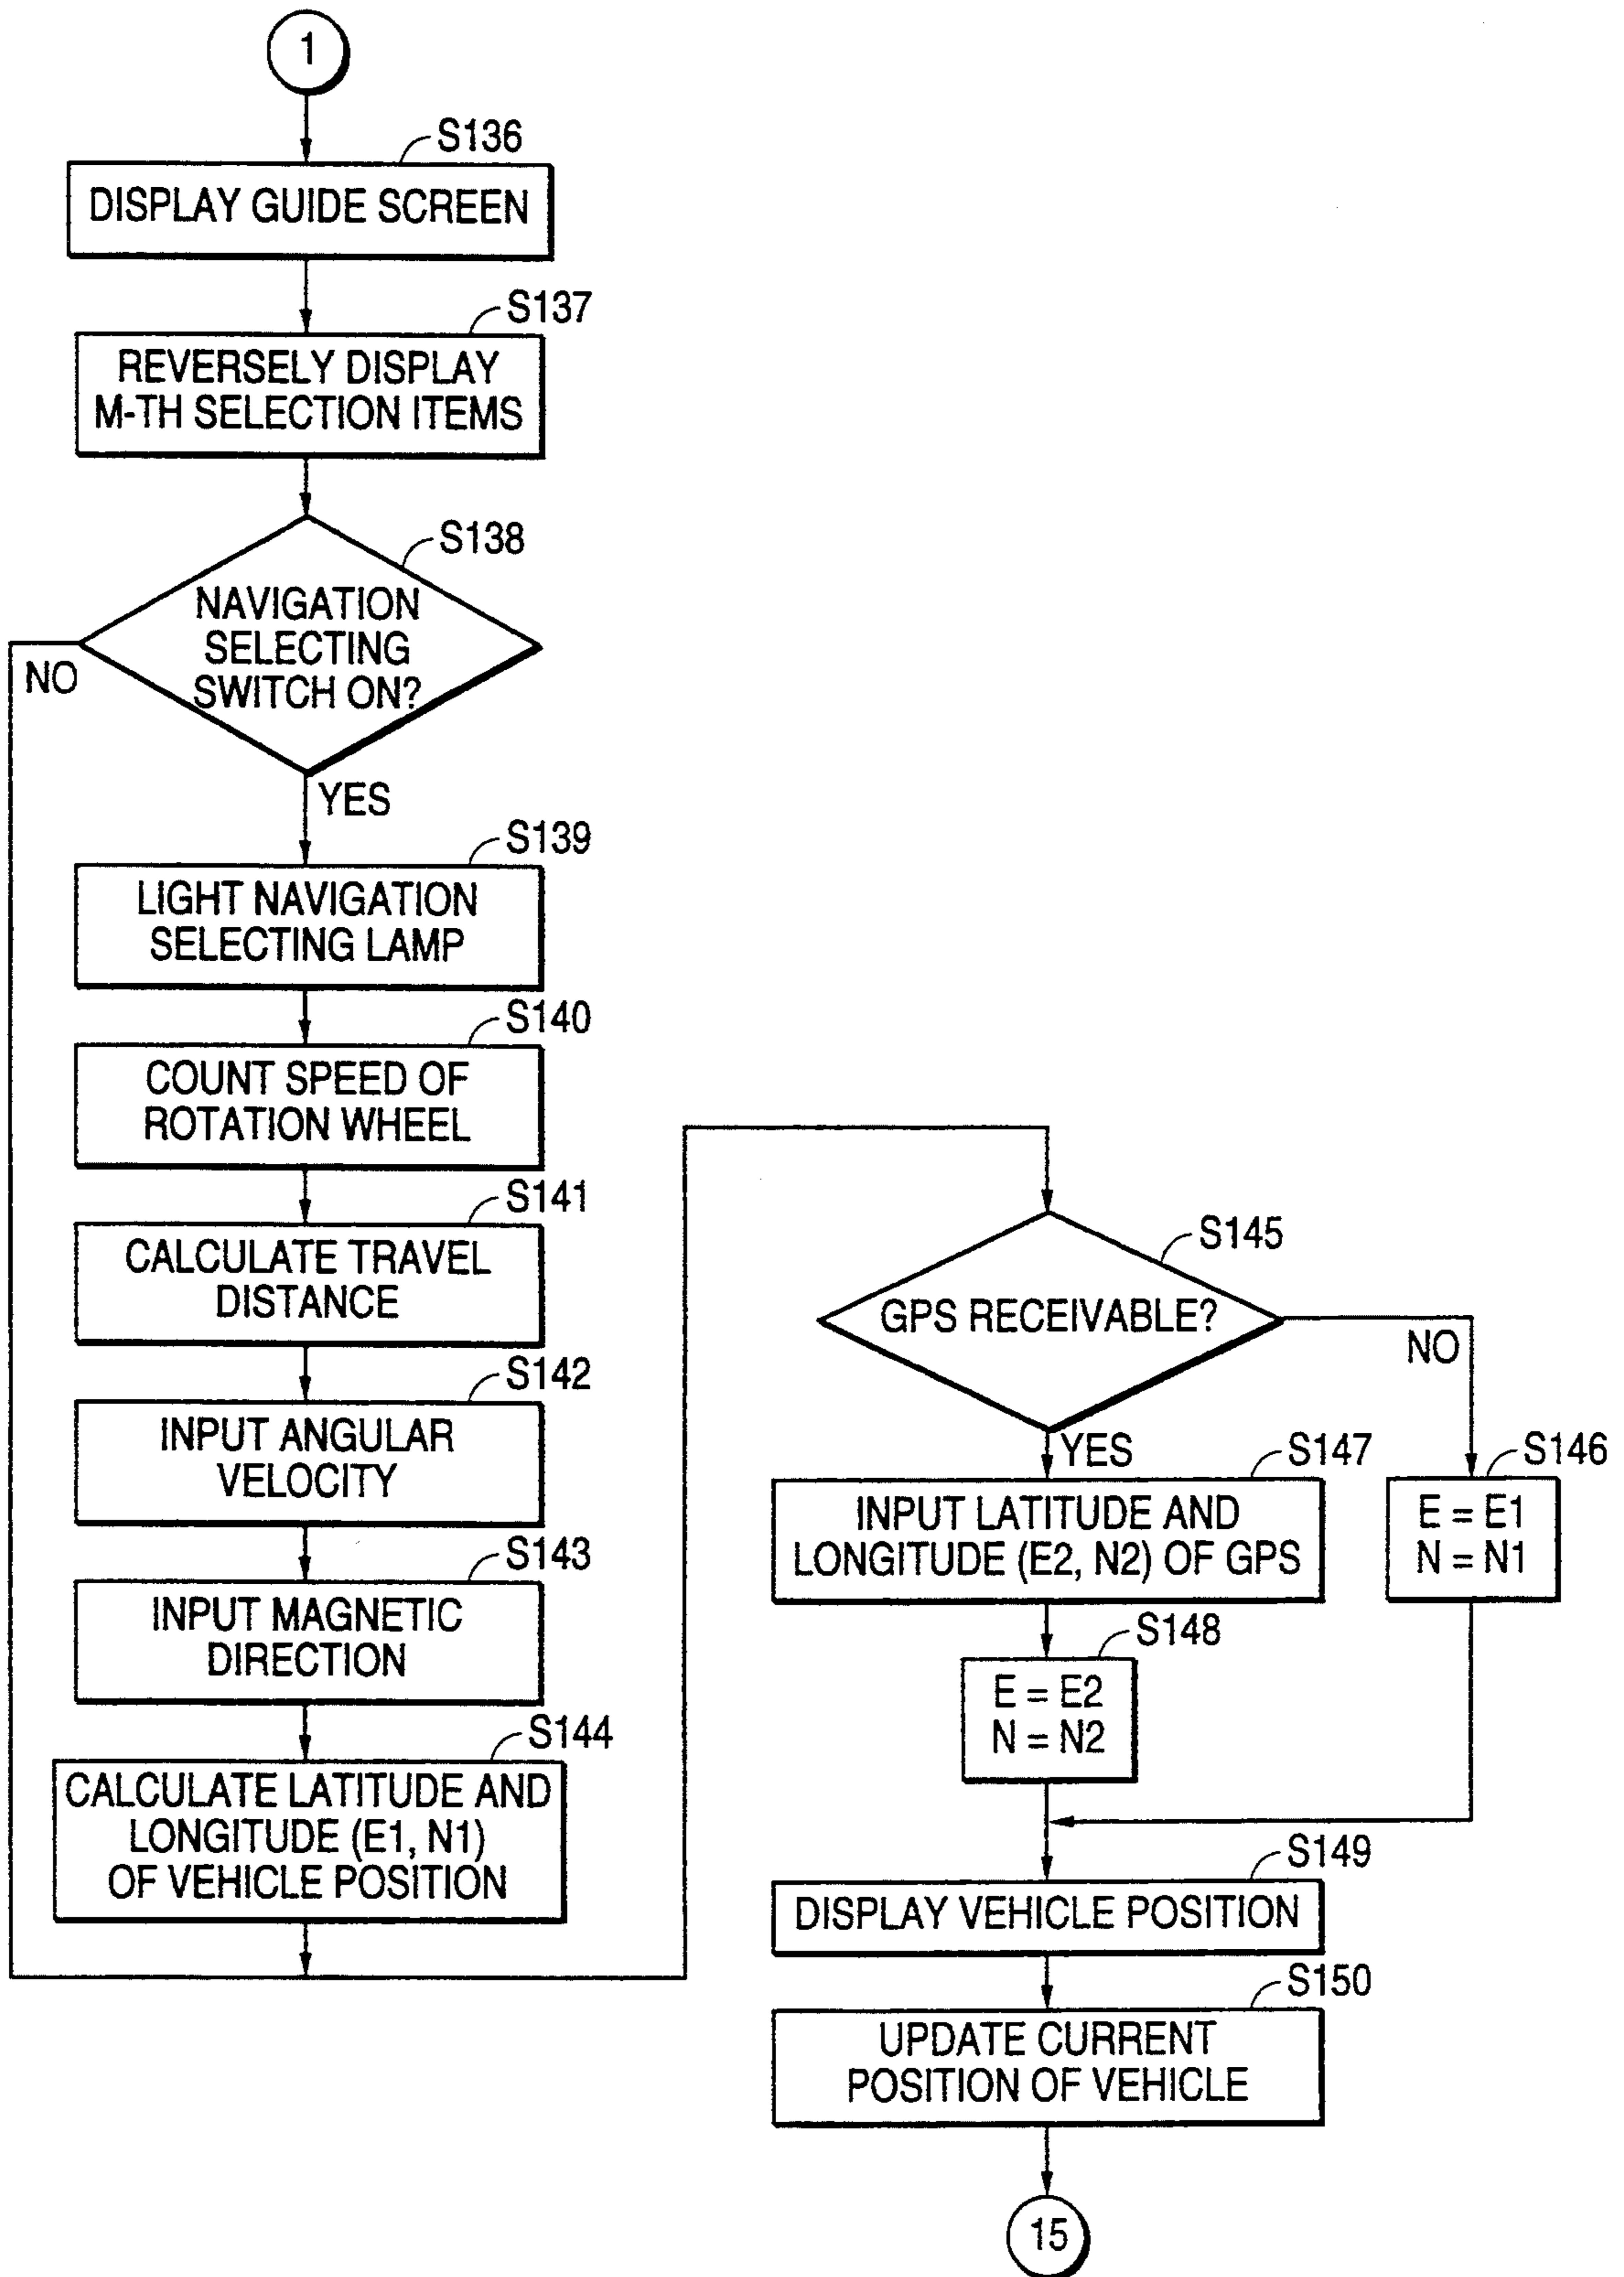 1
S136
DISPLAY GUIDE SCREEN
S137
REVERSELY DISPLAY
M-TH SELECTION ITEMS
S138
NAVIGATION
SELECTING
SWITCH ON?
NO
YES
S139
LIGHT NAVIGATION
SELECTING LAMP
S140
COUNT SPEED OF
ROTATION WHEEL
S141
CALCULATE TRAVEL
DISTANCE
S142
INPUT ANGULAR
VELOCITY
S143
INPUT MAGNETIC
DIRECTION
S144
CALCULATE LATITUDE AND
LONGITUDE (E1, N1)
OF VEHICLE POSITION
S145
GPS RECEIVABLE?
NO
YES
S146
E = E1
N = N1
S147
INPUT LATITUDE AND
LONGITUDE (E2, N2) OF GPS
S148
E = E2
N = N2
S149
DISPLAY VEHICLE POSITION
S150
UPDATE CURRENT
POSITION OF VEHICLE
15